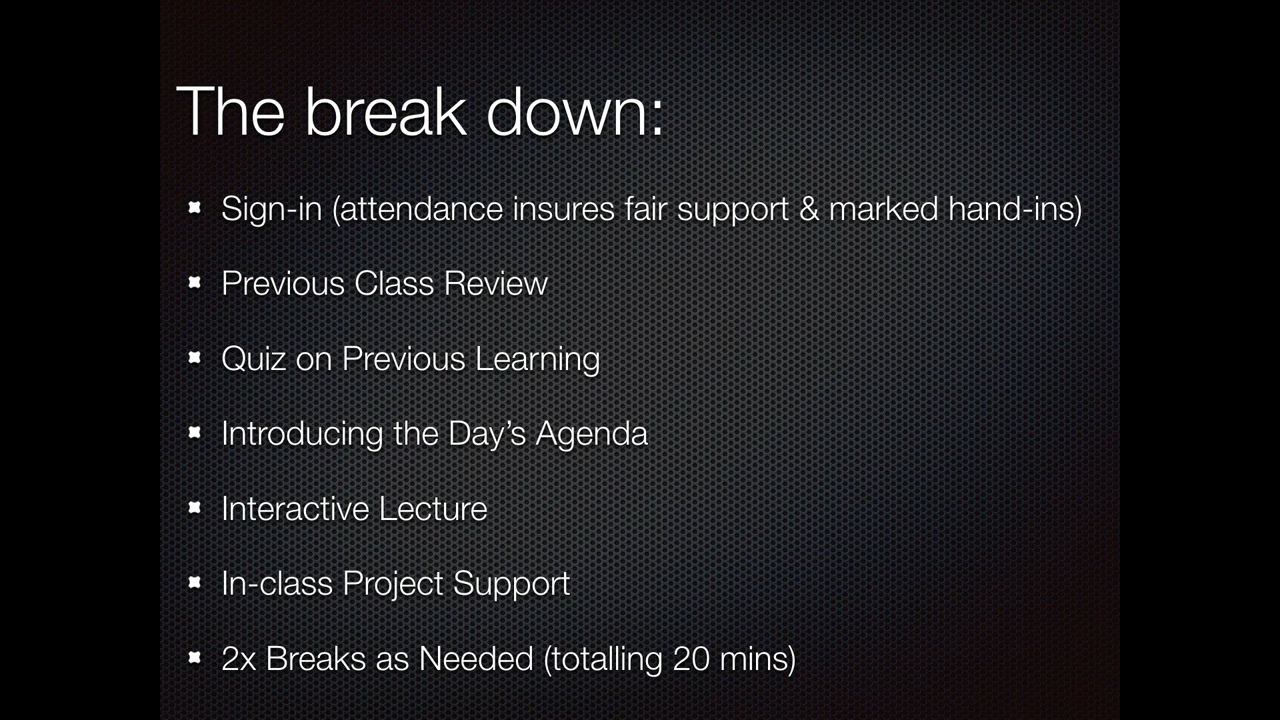 The break down:
Sign-in (attendance insures fair support & marked hand-ins)
Previous Class Review
Quiz on Previous Learning
Introducing the Day’s Agenda
Interactive Lecture
In-class Project Support
2x Breaks as Needed (totalling 20 mins)